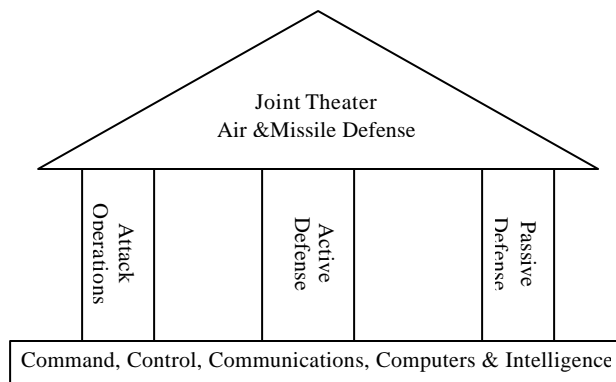 Joint Theater
Air &Missile Defense
Attack
Operations
Active
Defense
Passive
Defense
Command, Control, Communications, Computers & Intelligence